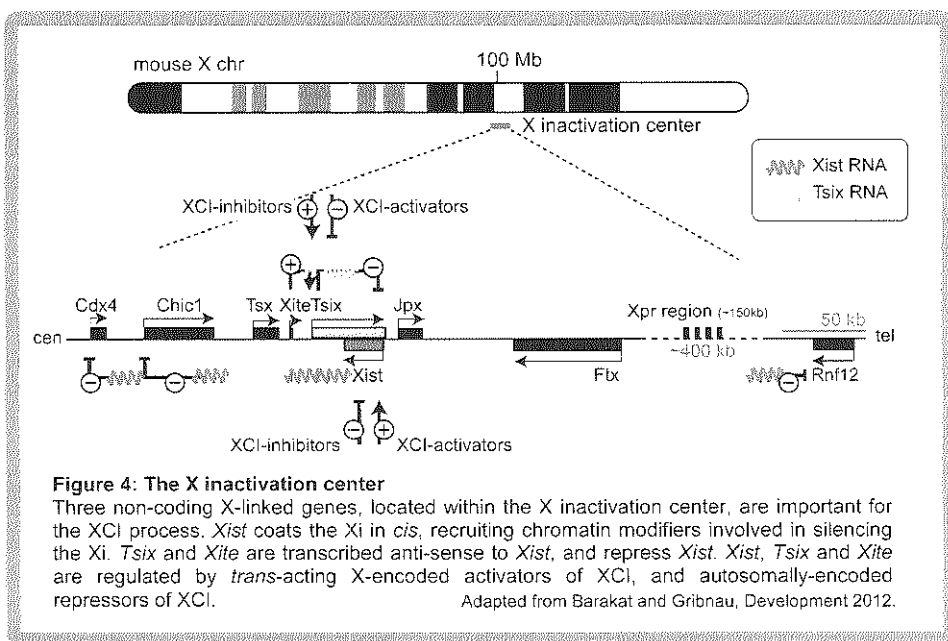 mouse X chr
100 Mb
X inactivation center
Xist RNA
Tsix RNA
XCI-inhibitors + - XCI-activators
+ -
Cdx4 Chic1 Tsx XiteTsix Jpx
Xpr region (~150kb)
50 kb
cen
tel
~400 kb
- - Xist Ftx - Rnf12
XCI-inhibitors - + XCI-activators
Figure 4: The X inactivation center
Three non-coding X-linked genes, located within the X inactivation center, are important for
the XCI process. Xist coats the Xi in cis, recruiting chromatin modifiers involved in silencing
the Xi. Tsix and Xite are transcribed anti-sense to Xist, and repress Xist. Xist, Tsix and Xite
are regulated by trans-acting X-encoded activators of XCI, and autosomally-encoded
repressors of XCI.
Adapted from Barakat and Gribnau, Development 2012.